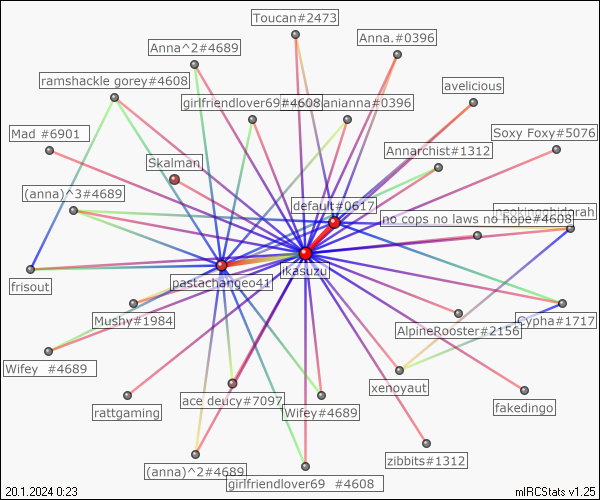 Toucan#2473
Anna.#0396
Anna^2#4689
ramshackle gorey#4608
avelicious
girlfriendlover69#4608
anianna#0396
Mad #6901
Soxy Foxy#5076
Annarchist#1312
Skalman
(anna)^3#4689
default#0617
no cops no laws no hope#4608
jkasuzu
pastachangeo41
frisout
Mushy#1984
Cypha#1717
AlpineRooster#2156
Wifey #4689
xenoyaut
ace deucy#7097
Wifey#4689
rattgaming
fakedingo
zibbits#1312
(anna)^2#4689
girlfriendlover69 #4608
20.1.2024 0:23
mIRCStats v1.25